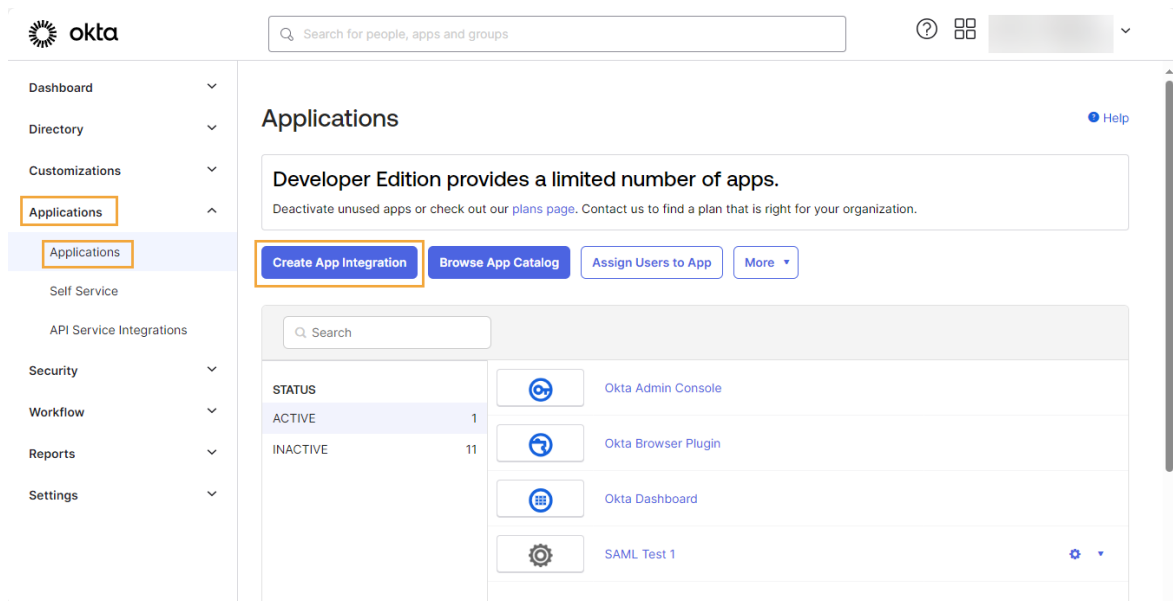 okta
Search for people, apps and groups
Dashboard
Directory
Customizations
Applications
Applications
Self Service
API Service Integrations
Security
Workflow
Reports
Settings
Applications
Help
Developer Edition provides a limited number of apps.
Deactivate unused apps or check out our plans page. Contact us to find a plan that is right for your organization.
Create App Integration
Browse App Catalog
Assign Users to App
More
Search
STATUS
ACTIVE 1
INACTIVE 11
Okta Admin Console
Okta Browser Plugin
Okta Dashboard
SAML Test 1